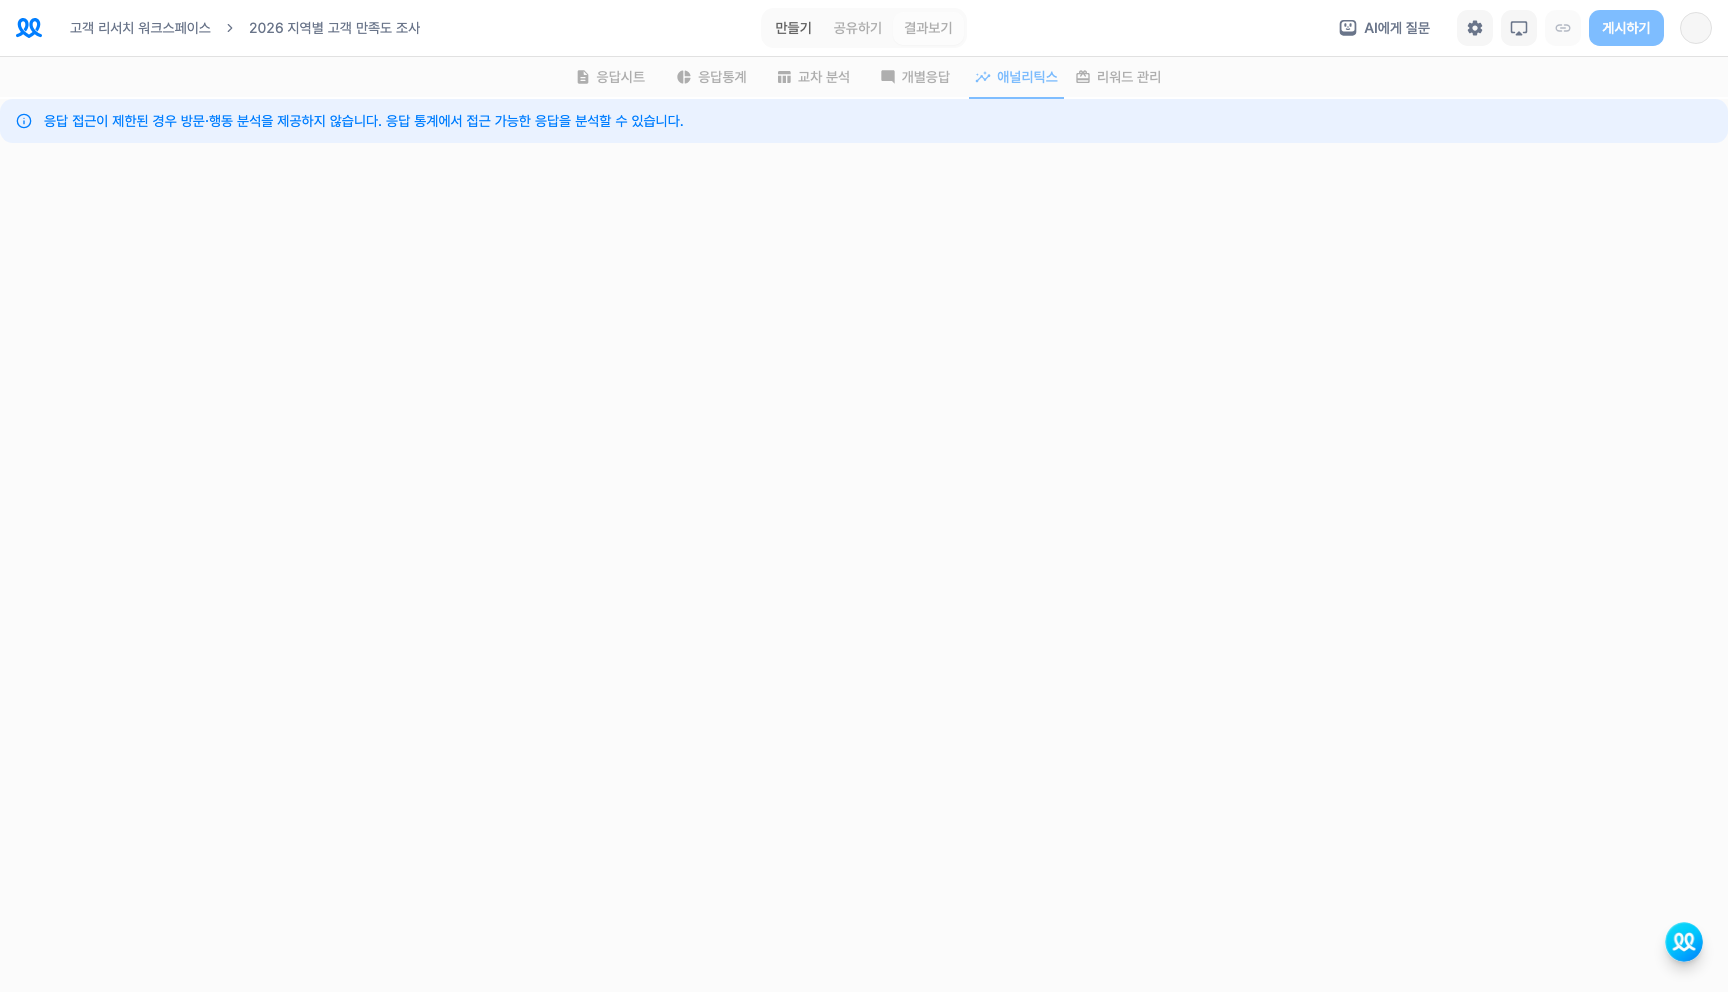 고객 리서치 워크스페이스 > 2026 지역별 고객 만족도 조사
만들기 공유하기 결과보기
AI에게 질문
게시하기
응답시트 응답통계 교차 분석 개별응답 애널리틱스 리워드 관리
응답 접근이 제한된 경우 방문·행동 분석을 제공하지 않습니다. 응답 통계에서 접근 가능한 응답을 분석할 수 있습니다.